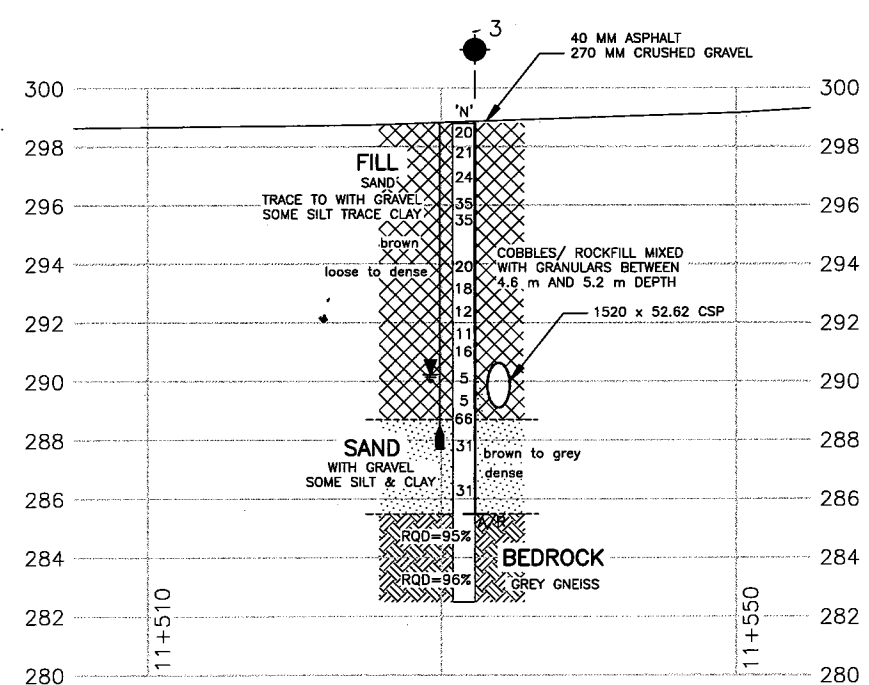 3
40 MM ASPHALT
270 MM CRUSHED GRAVEL
300
300
'N'
20
298
298
21
FILL
24
SAND
TRACE TO WITH GRAVEL
35
296
296
SOME SILT TRACE CLAY
35
brown
COBBLES/ ROCKFILL MIXED
WITH GRANULARS BETWEEN
4.6 m AND 5.2 m DEPTH
294
loose to dense
20
294
18
12
1520 x 52.62 CSP
292
11
292
16
290
5
290
5
66
288
SAND
31
brown to grey
288
WITH GRAVEL
dense
SOME SILT & CLAY
31
286
286
A/R
RQD=95%
284
BEDROCK
284
RQD=96%
GREY GNEISS
282
11+510
11+550
282
280
280